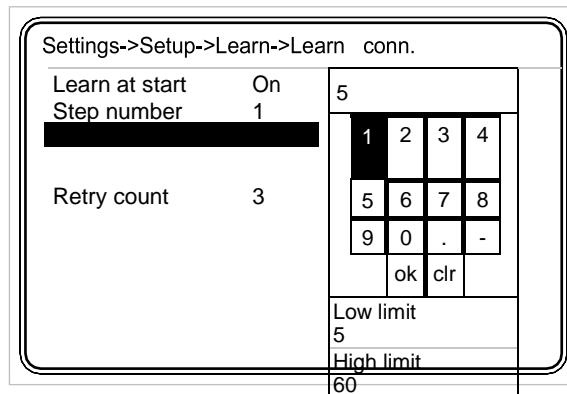 Settings->Setup->Learn->Learn conn.
Learn at start On
Step number 1
Retry count 3
5
1 2 3 4
5 6 7 8
9 0 . -
ok clr
Low limit
5
High limit
60